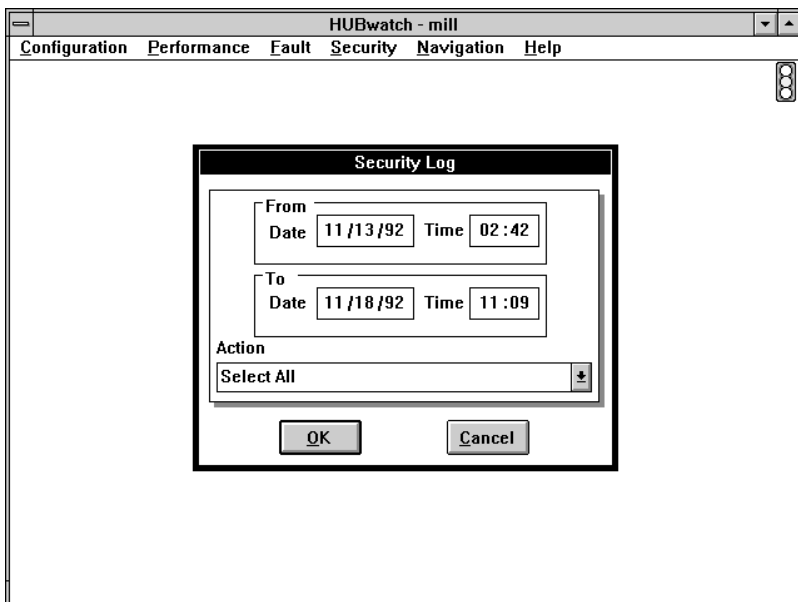 HUBwatch - mill
Configuration Performance Fault Security Navigation Help
Security Log
From
Date 11/13/92 Time 02:42
To
Date 11/18/92 Time 11:09
Action
Select All
OK Cancel